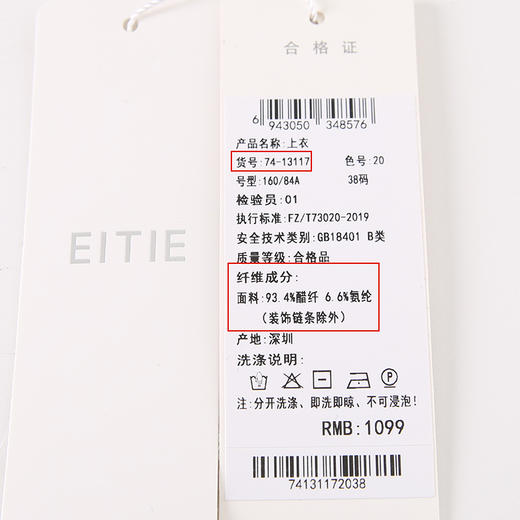 EITIE
合格证
6 943050 348576
产品名称:上衣
货号:74-13117 色号:20
号型:160/84A 38码
检验员:01
执行标准:FZ/T73020-2019
安全技术类别:GB18401 B类
质量等级:合格品
纤维成分:
面料:93.4%醋纤 6.6%氨纶
(装饰链条除外)
产地:深圳
洗涤说明:
P
注:分开洗涤、即洗即晾、不可浸泡!
RMB:1099
74131172038